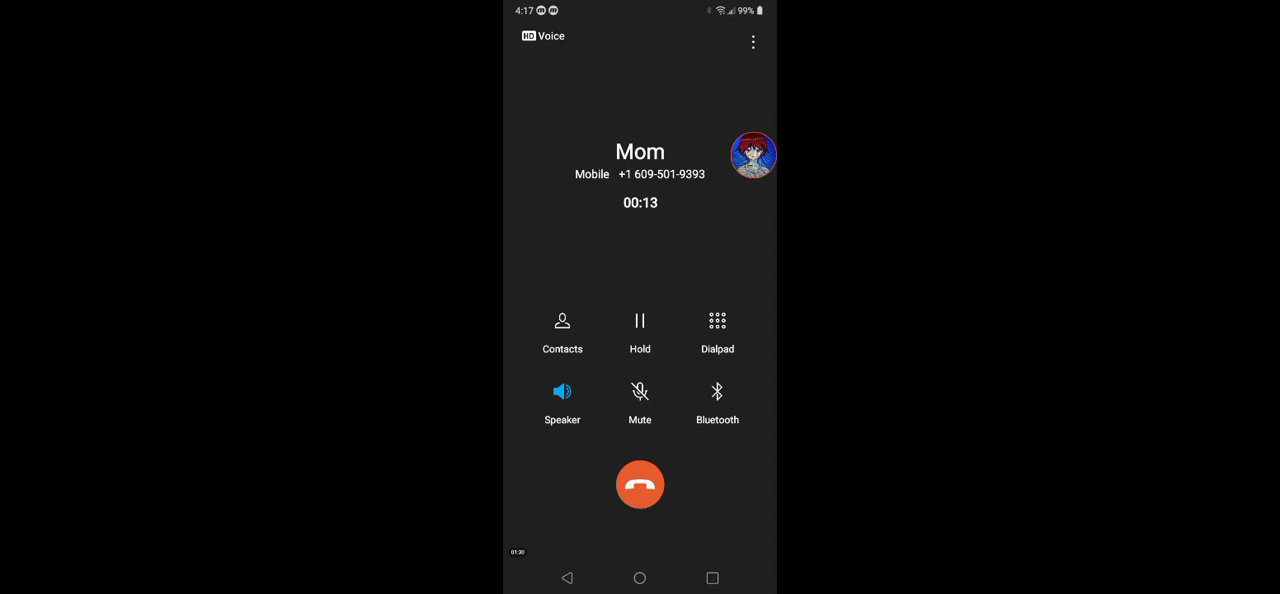 4:17 99%
HD Voice
Mom
Mobile +1 609-501-9393
00:13
Contacts Hold Dialpad
Speaker Mute Bluetooth
01:30